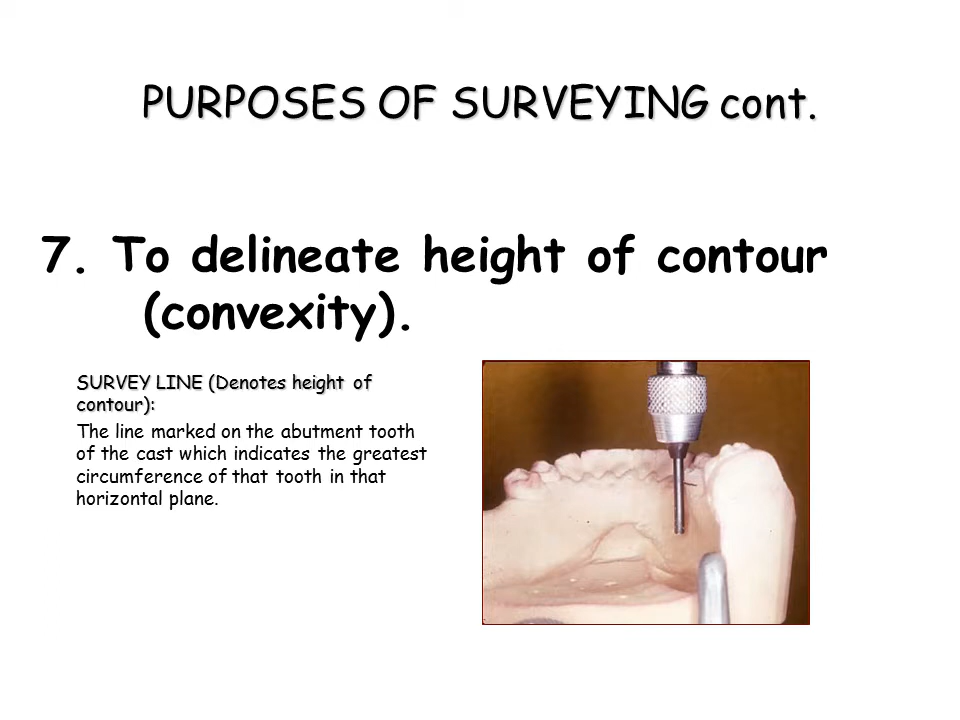 PURPOSES OF SURVEYING cont.
7. To delineate height of contour
(convexity).
SURVEY LINE (Denotes height of
contour):
The line marked on the abutment tooth
of the cast which indicates the greatest
circumference of that tooth in that
horizontal plane.